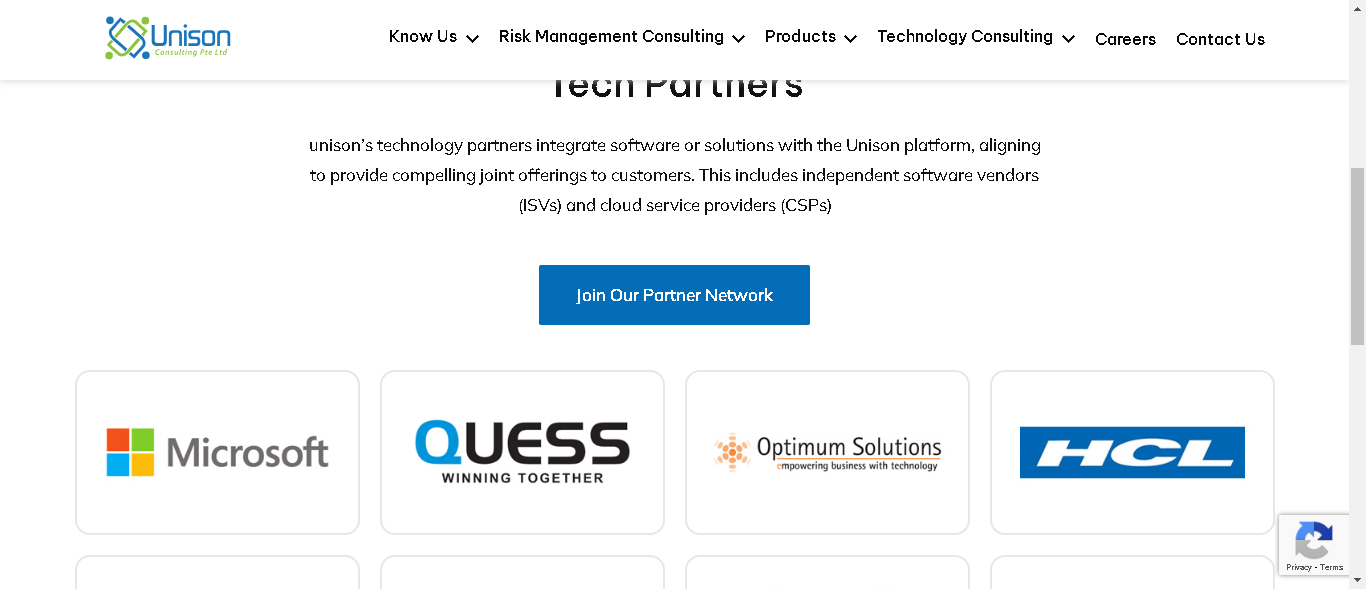 Unison
Consulting Pte Ltd
Know Us
Risk Management Consulting
Products
Technology Consulting
Careers
Contact Us
Tech Partners
unison's technology partners integrate software or solutions with the Unison platform, aligning
to provide compelling joint offerings to customers. This includes independent software vendors
(ISVs) and cloud service providers (CSPs)
Join Our Partner Network
Microsoft
QUESS
WINNING TOGETHER
Optimum Solutions
empowering business with technology
HCL
Privacy - Terms